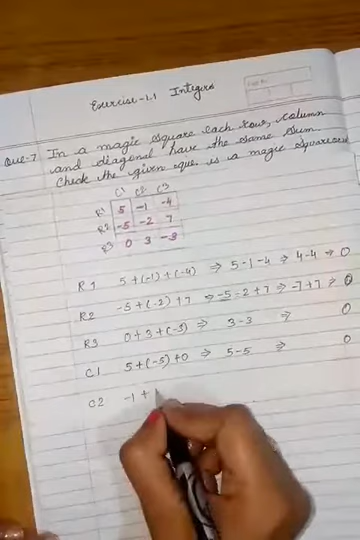 Exercise-1.1 Integers
Que-7 In a magic square each row, column
and diagonal have the same sum
check the given ques. is a magic square
C1 C2 C3
R1 5 -1 -4
R2 -5 -2 7
R3 0 3 -3
R1 5+(-1)+(-4) ⇒ 5-1-4 ⇒ 4-4 ⇒ 0
R2 -5+(-2)+7 ⇒ -5-2+7 ⇒ -7+7 ⇒ 0
R3 0+3+(-3) ⇒ 3-3 ⇒ 0
C1 5+(-5)+0 ⇒ 5-5 ⇒ 0
C2 -1+